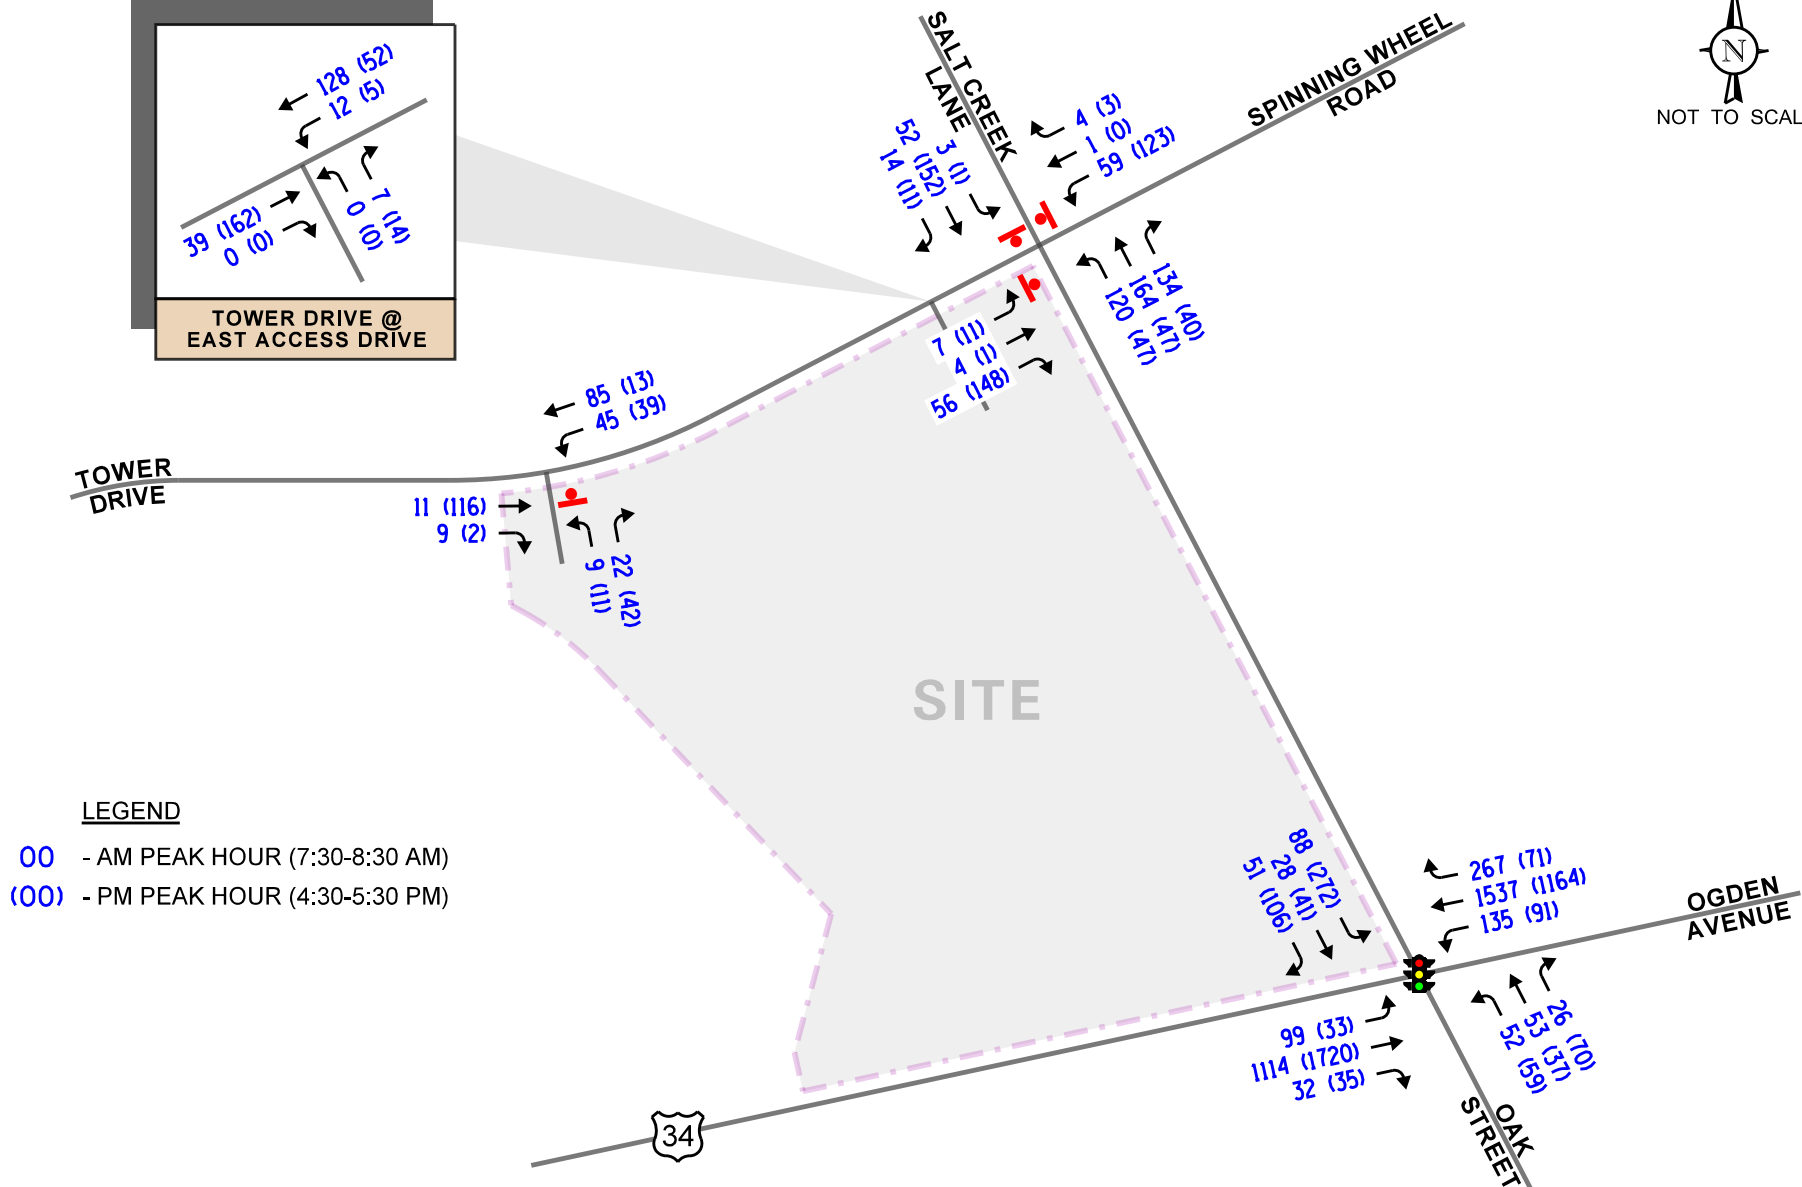 128 (52)
12 (5)
39 (162)
0 (0)
7 (14)
0 (0)
TOWER DRIVE @
EAST ACCESS DRIVE
SALT CREEK
LANE
SPINNING WHEEL
ROAD
N
NOT TO SCAL
52 (152)
3 (1)
14 (11)
4 (3)
1 (0)
59 (123)
134 (40)
164 (47)
120 (47)
7 (11)
4 (1)
56 (148)
85 (13)
45 (39)
TOWER
DRIVE
11 (116)
9 (2)
22 (42)
9 (11)
SITE
LEGEND
00 - AM PEAK HOUR (7:30-8:30 AM)
(00) - PM PEAK HOUR (4:30-5:30 PM)
88 (272)
28 (41)
51 (106)
267 (71)
1537 (1164)
135 (91)
OGDEN
AVENUE
99 (33)
1114 (1720)
32 (35)
26 (70)
53 (37)
52 (59)
34
OAK
STREET